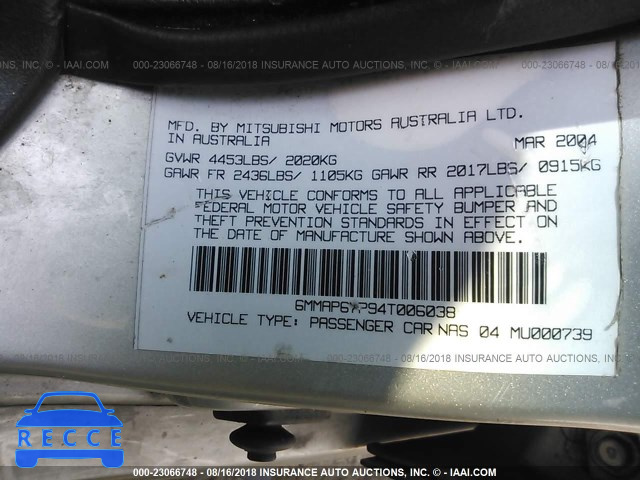 000-23066748 - 08/16/2018 INSURANCE AUTO AUCTIONS, INC. - © - IAAI.COM
MFD. BY MITSUBISHI MOTORS AUSTRALIA LTD.
IN AUSTRALIA MAR 2004
GVWR 4453LBS/ 2020KG
GAWR FR 2436LBS/ 1105KG GAWR RR 2017LBS/ 0915KG
THIS VEHICLE CONFORMS TO ALL APPLICABLE
FEDERAL MOTOR VEHICLE SAFETY BUMPER AND
THEFT PREVENTION STANDARDS IN EFFECT ON
THE DATE OF MANUFACTURE SHOWN ABOVE.
VEHICLE TYPE: PASSENGER CAR NAS 04 MU000739
000-23066748 - 08/16/2018 INSURANCE AUTO AUCTIONS, INC. - © - IAAI.COM
RECCE
000-23066748 - 08/16/2018 INSURANCE AUTO AUCTIONS, INC. - © - IAAI.COM